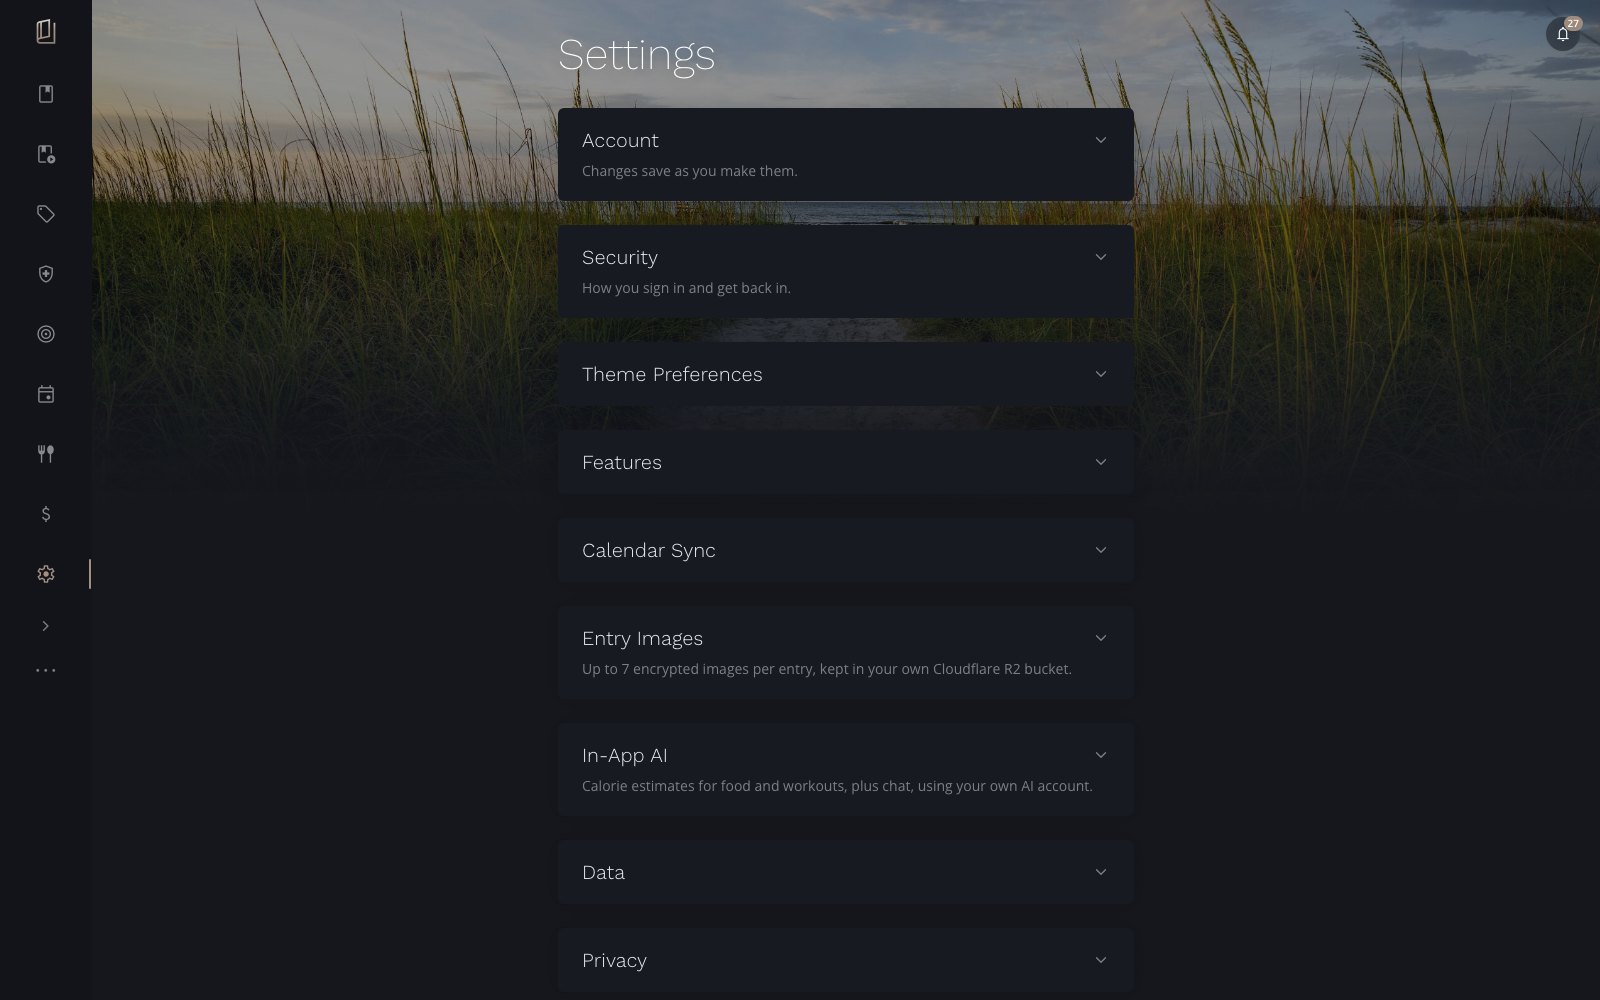 27
Settings
Account
Changes save as you make them.
Security
How you sign in and get back in.
Theme Preferences
Features
Calendar Sync
Entry Images
Up to 7 encrypted images per entry, kept in your own Cloudflare R2 bucket.
In-App AI
Calorie estimates for food and workouts, plus chat, using your own AI account.
Data
Privacy